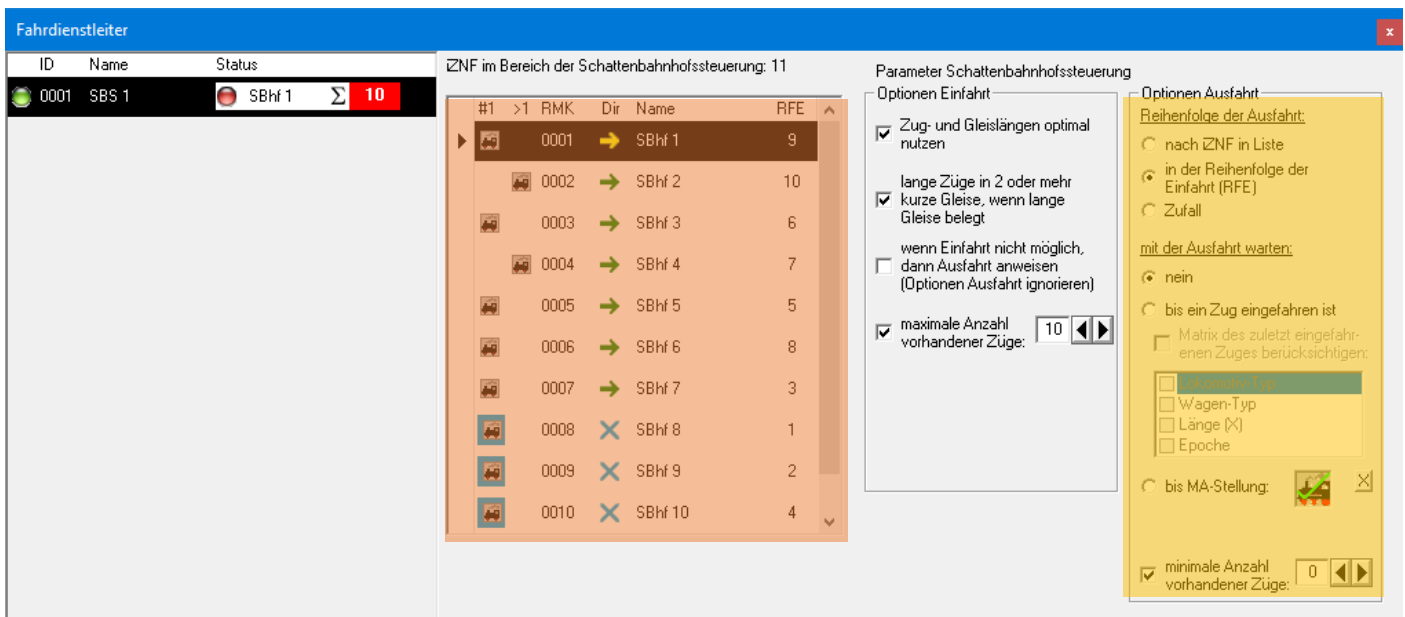 Fahrdienstleiter
x
ID Name Status
0001 SBS 1 SBhf 1 Σ 10
iZNF im Bereich der Schattenbahnhofssteuerung: 11
#1 >1 RMK Dir Name RFE
0001 SBhf 1 9
0002 SBhf 2 10
0003 SBhf 3 6
0004 SBhf 4 7
0005 SBhf 5 5
0006 SBhf 6 8
0007 SBhf 7 3
0008 SBhf 8 1
0009 SBhf 9 2
0010 SBhf 10 4
Parameter Schattenbahnhofssteuerung
Optionen Einfahrt
Zug- und Gleislängen optimal
nutzen
lange Züge in 2 oder mehr
kurze Gleise, wenn lange
Gleise belegt
wenn Einfahrt nicht möglich,
dann Ausfahrt anweisen
(Optionen Ausfahrt ignorieren)
maximale Anzahl
vorhandener Züge: 10
Optionen Ausfahrt
Reihenfolge der Ausfahrt:
nach iZNF in Liste
in der Reihenfolge der
Einfahrt (RFE)
Zufall
mit der Ausfahrt warten:
nein
bis ein Zug eingefahren ist
Matrix des zuletzt eingefahr-
enen Zuges berücksichtigen:
Lokomotiv-Typ
Wagen-Typ
Länge (X)
Epoche
bis MA-Stellung:
minimale Anzahl
vorhandener Züge: 0